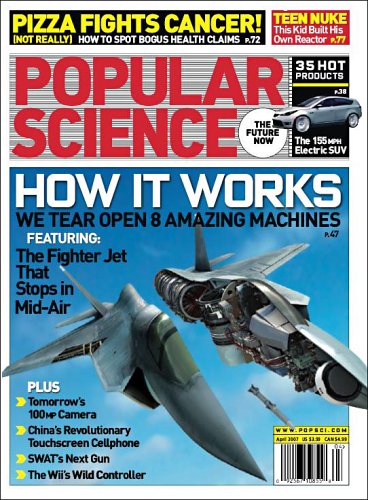 PIZZA FIGHTS CANCER!
(NOT REALLY) HOW TO SPOT BOGUS HEALTH CLAIMS P.72
TEEN NUKE
This Kid Built His
Own Reactor P.77
POPULAR
SCIENCE
THE
FUTURE
NOW
35 HOT
PRODUCTS
P.38
The 155 MPH
Electric SUV
HOW IT WORKS
WE TEAR OPEN 8 AMAZING MACHINES
P.47
FEATURING:
The Fighter Jet
That
Stops in
Mid-Air
PLUS
Tomorrow's
100MP Camera
China's Revolutionary
Touchscreen Cellphone
SWAT's Next Gun
The Wii's Wild Controller
WWW.POPSCI.COM
April 2007 US $3.99 CAN $4.99